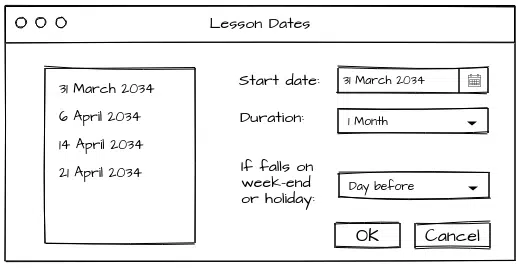 Lesson Dates
31 March 2034
6 April 2034
14 April 2034
21 April 2034
Start date: 31 March 2034
Duration: 1 Month
If falls on
week-end
or holiday:
Day before
OK Cancel